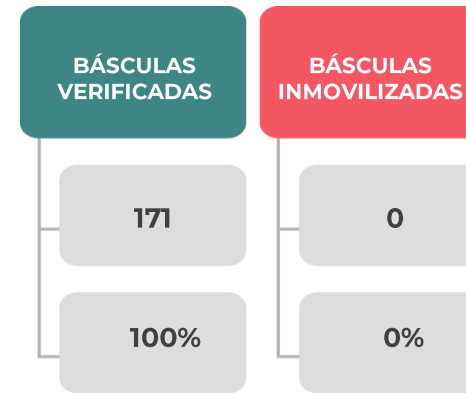 BÁSCULAS
VERIFICADAS
171
100%
BÁSCULAS
INMOVILIZADAS
0
0%